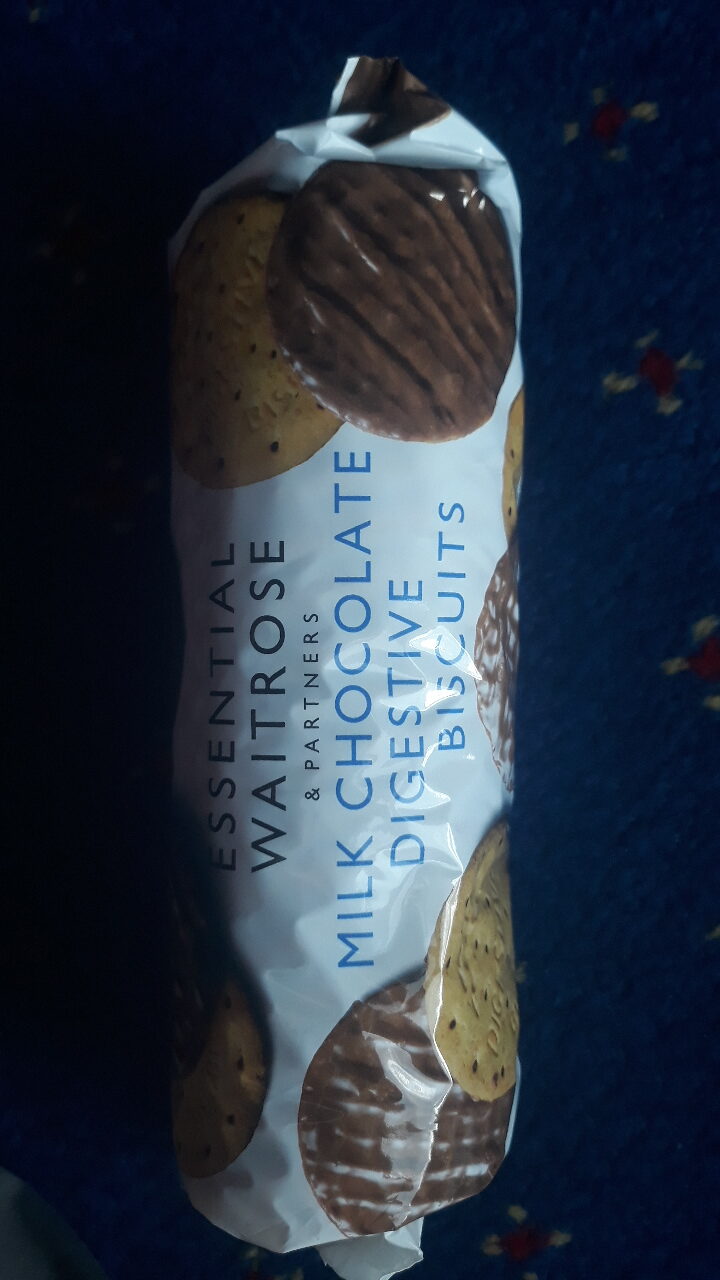 ESSENTIAL
WAITROSE
& PARTNERS
MILK CHOCOLATE
DIGESTIVE
BISCUITS